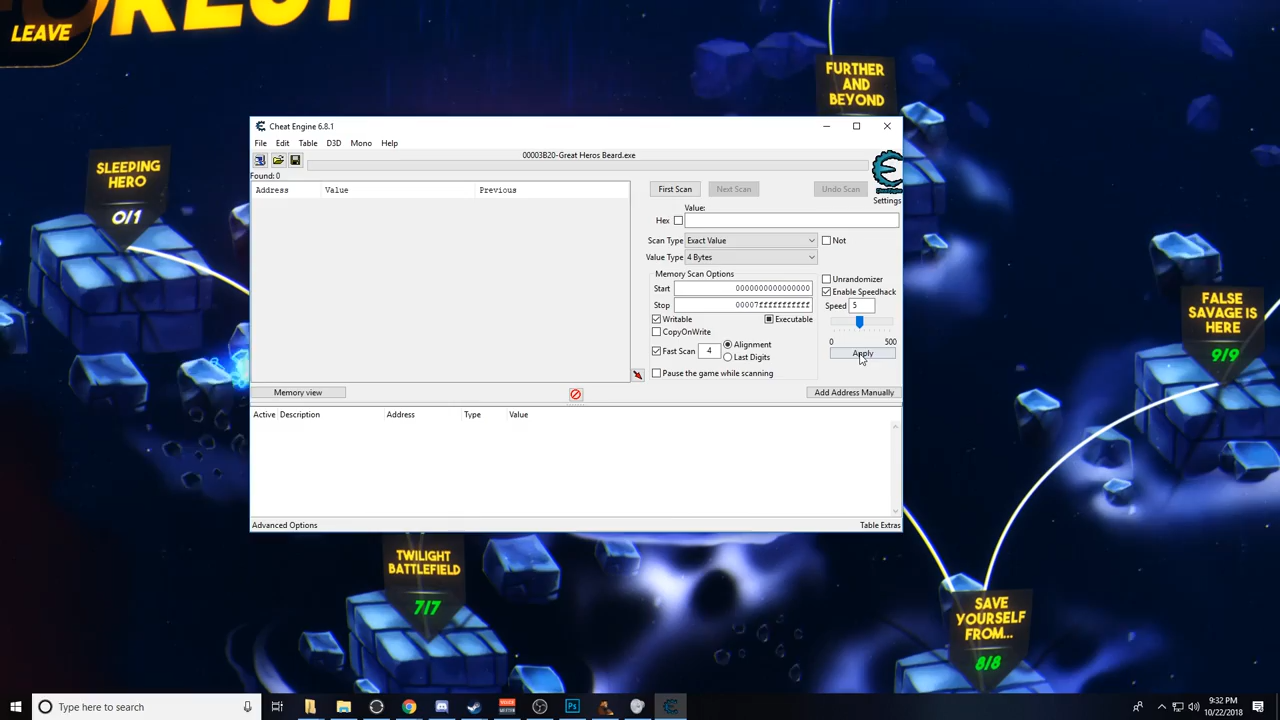 LEAVE
SLEEPING
HERO
0/1
FURTHER
AND
BEYOND
Cheat Engine 6.8.1
File Edit Table D3D Mono Help
00003B20-Great Heros Beard.exe
Found: 0
Address Value Previous
First Scan Next Scan Undo Scan
Settings
Value:
Hex
Scan Type Exact Value Not
Value Type 4 Bytes
Memory Scan Options
Unrandomizer
Start 0000000000000000
Enable Speedhack
Stop 00007fffffffffff
Speed 5
Writable Executable
CopyOnWrite
0 500
Fast Scan 4 Alignment
Last Digits
Apply
Pause the game while scanning
Memory view Add Address Manually
Active Description Address Type Value
Advanced Options Table Extras
FALSE
SAVAGE IS
HERE
9/9
TWILIGHT
BATTLEFIELD
7/7
SAVE
YOURSELF
FROM...
8/8
Type here to search
9:32 PM
10/22/2018